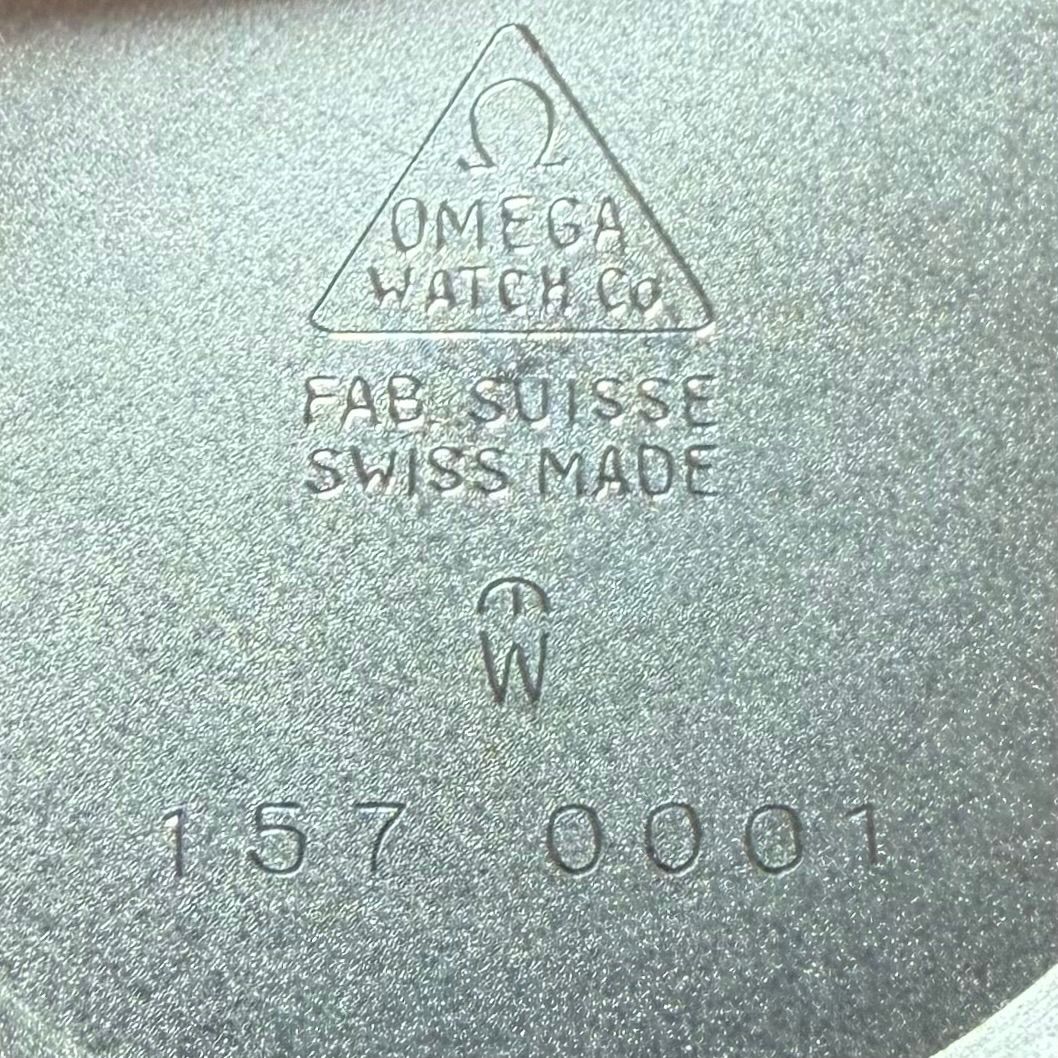 Ω
OMEGA
WATCH Co.
FAB. SUISSE
SWISS MADE
T
W
157 0001